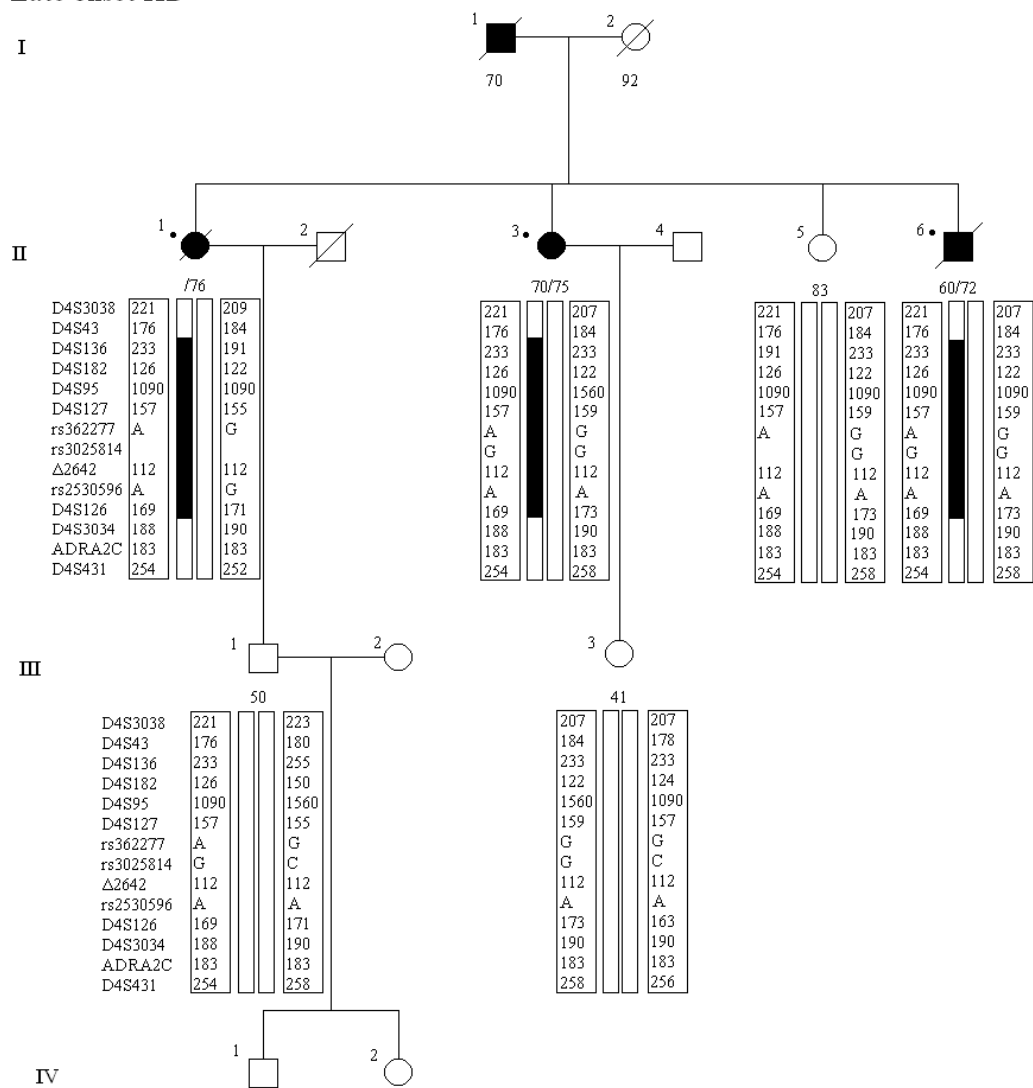 I 1 2
70 92
II 1 2 3 4 5 6
/76 70/75 83 60/72
D4S3038 221 209 221 207 221 207 221 207
D4S43 176 184 176 184 176 184 176 184
D4S136 233 191 233 233 191 233 233 233
D4S182 126 122 126 122 126 122 126 122
D4S95 1090 1090 1090 1560 1090 1090 1090 1090
D4S127 157 155 157 159 157 159 157 159
rs362277 A G A G A G A G
rs3025814 G G G G G
Δ2642 112 112 112 112 112 112 112 112
rs2530596 A G A A A A A A
D4S126 169 171 169 173 169 173 169 173
D4S3034 188 190 188 190 188 190 188 190
ADRA2C 183 183 183 183 183 183 183 183
D4S431 254 252 254 258 254 258 254 258
III 1 2 3
50 41
D4S3038 221 223 207 207
D4S43 176 180 184 178
D4S136 233 255 233 233
D4S182 126 150 122 124
D4S95 1090 1560 1560 1090
D4S127 157 155 159 157
rs362277 A G G G
rs3025814 G C G C
Δ2642 112 112 112 112
rs2530596 A A A A
D4S126 169 171 173 163
D4S3034 188 190 190 190
ADRA2C 183 183 183 183
D4S431 254 258 258 256
IV 1 2